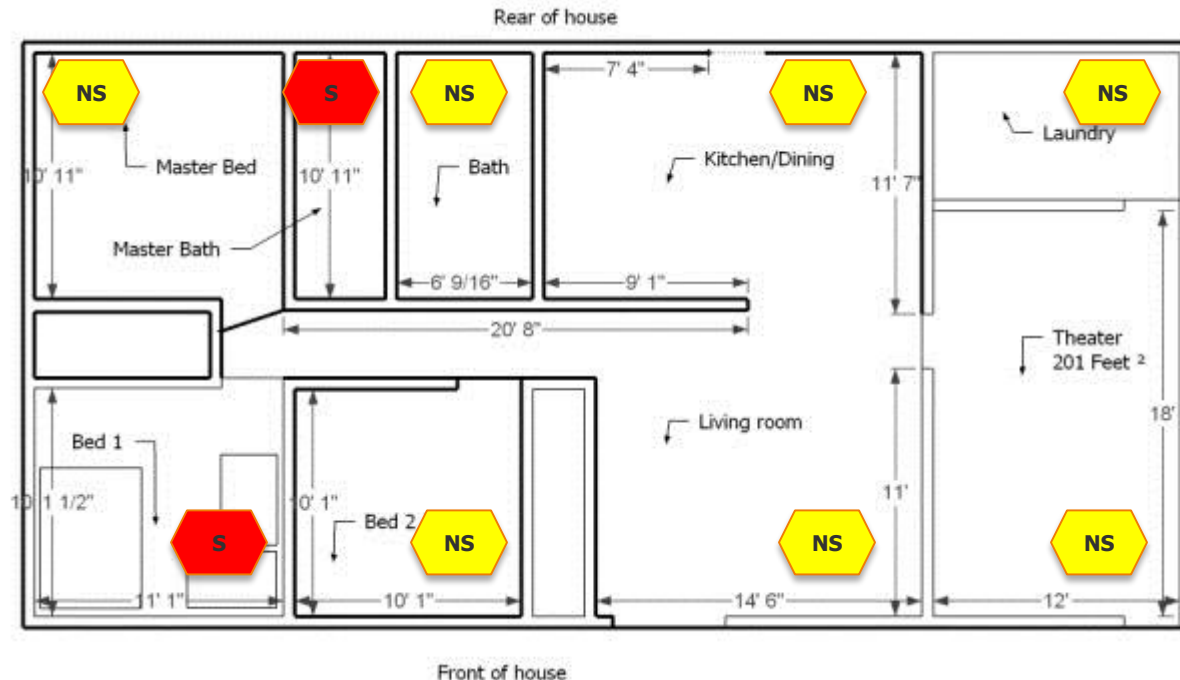 Rear of house
7' 4"
NS
S
NS
NS
NS
Laundry
Master Bed
Bath
Kitchen/Dining
10' 11"
10' 11"
11' 7"
Master Bath
6' 9/16"
9' 1"
20' 8"
Theater
201 Feet ²
18'
Living room
Bed 1
11'
10' 1"
Bed 2
S
NS
NS
NS
11' 1"
10' 1"
14' 6"
12'
Front of house